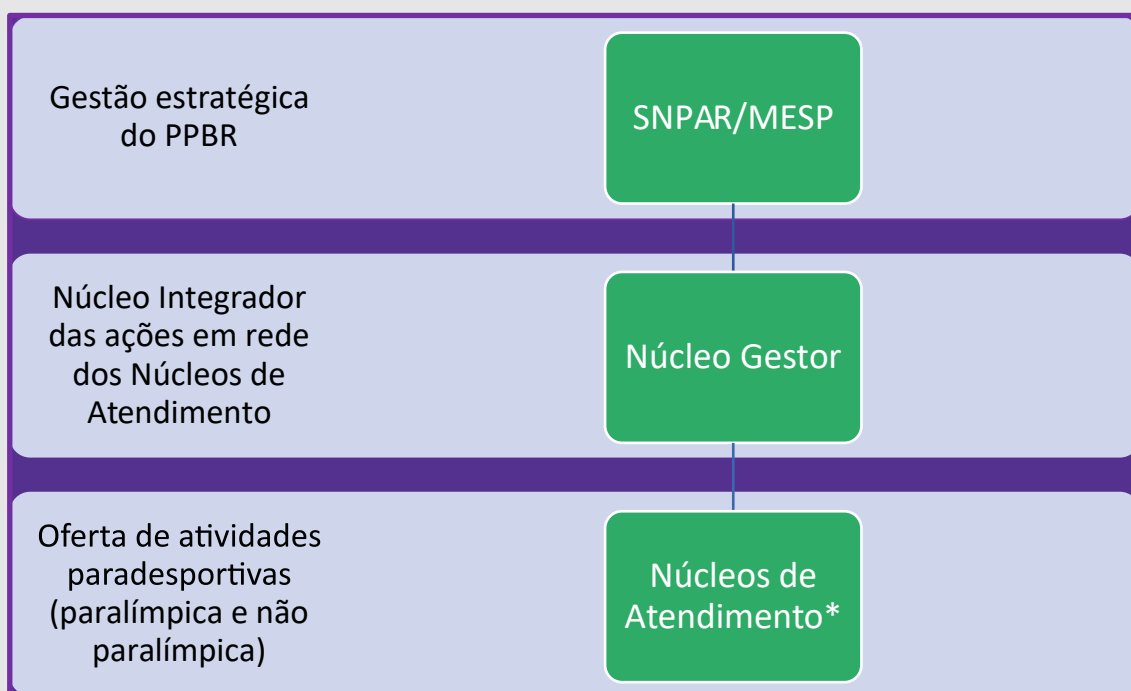 Gestão estratégica
do PPBR
SNPAR/MESP
Núcleo Integrador
das ações em rede
dos Núcleos de
Atendimento
Núcleo Gestor
Oferta de atividades
paradesportivas
(paralímpica e não
paralímpica)
Núcleos de
Atendimento*